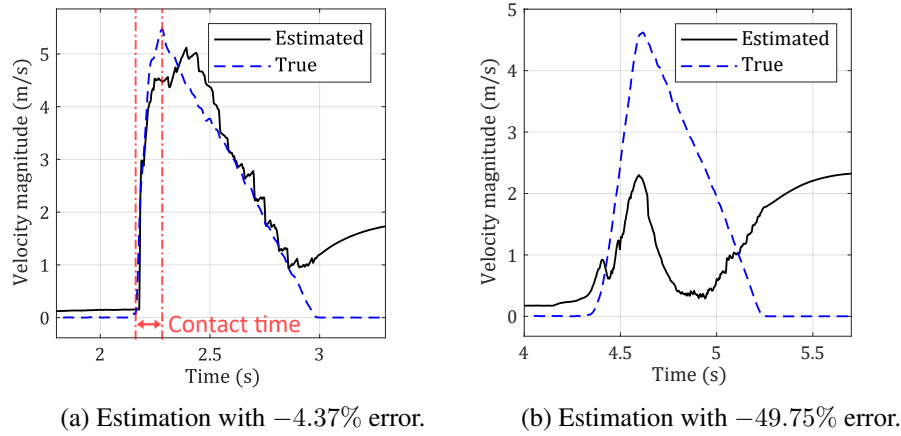 Estimated
True
Velocity magnitude (m/s)
5
4
3
2
1
0
Contact time
2
2.5
3
Time (s)
(a) Estimation with −4.37% error.
Estimated
True
Velocity magnitude (m/s)
5
4
3
2
1
0
4
4.5
5
5.5
Time (s)
(b) Estimation with −49.75% error.